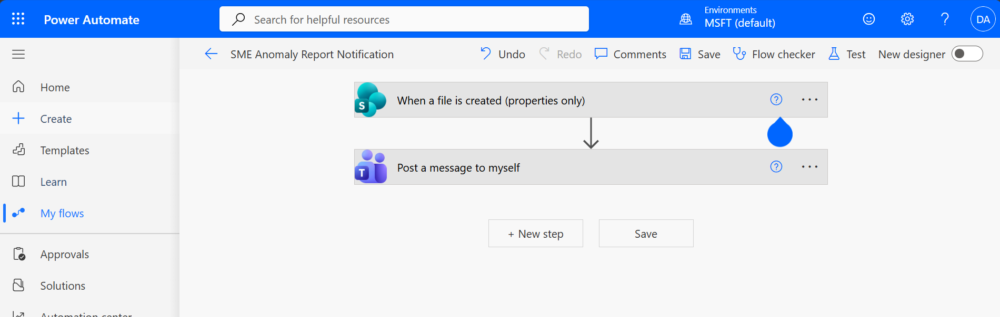 Power Automate
Search for helpful resources
Environments
MSFT (default)
DA
SME Anomaly Report Notification
Undo
Redo
Comments
Save
Flow checker
Test
New designer
Home
Create
Templates
Learn
My flows
Approvals
Solutions
Automation center
S
When a file is created (properties only)
T
Post a message to myself
+ New step
Save